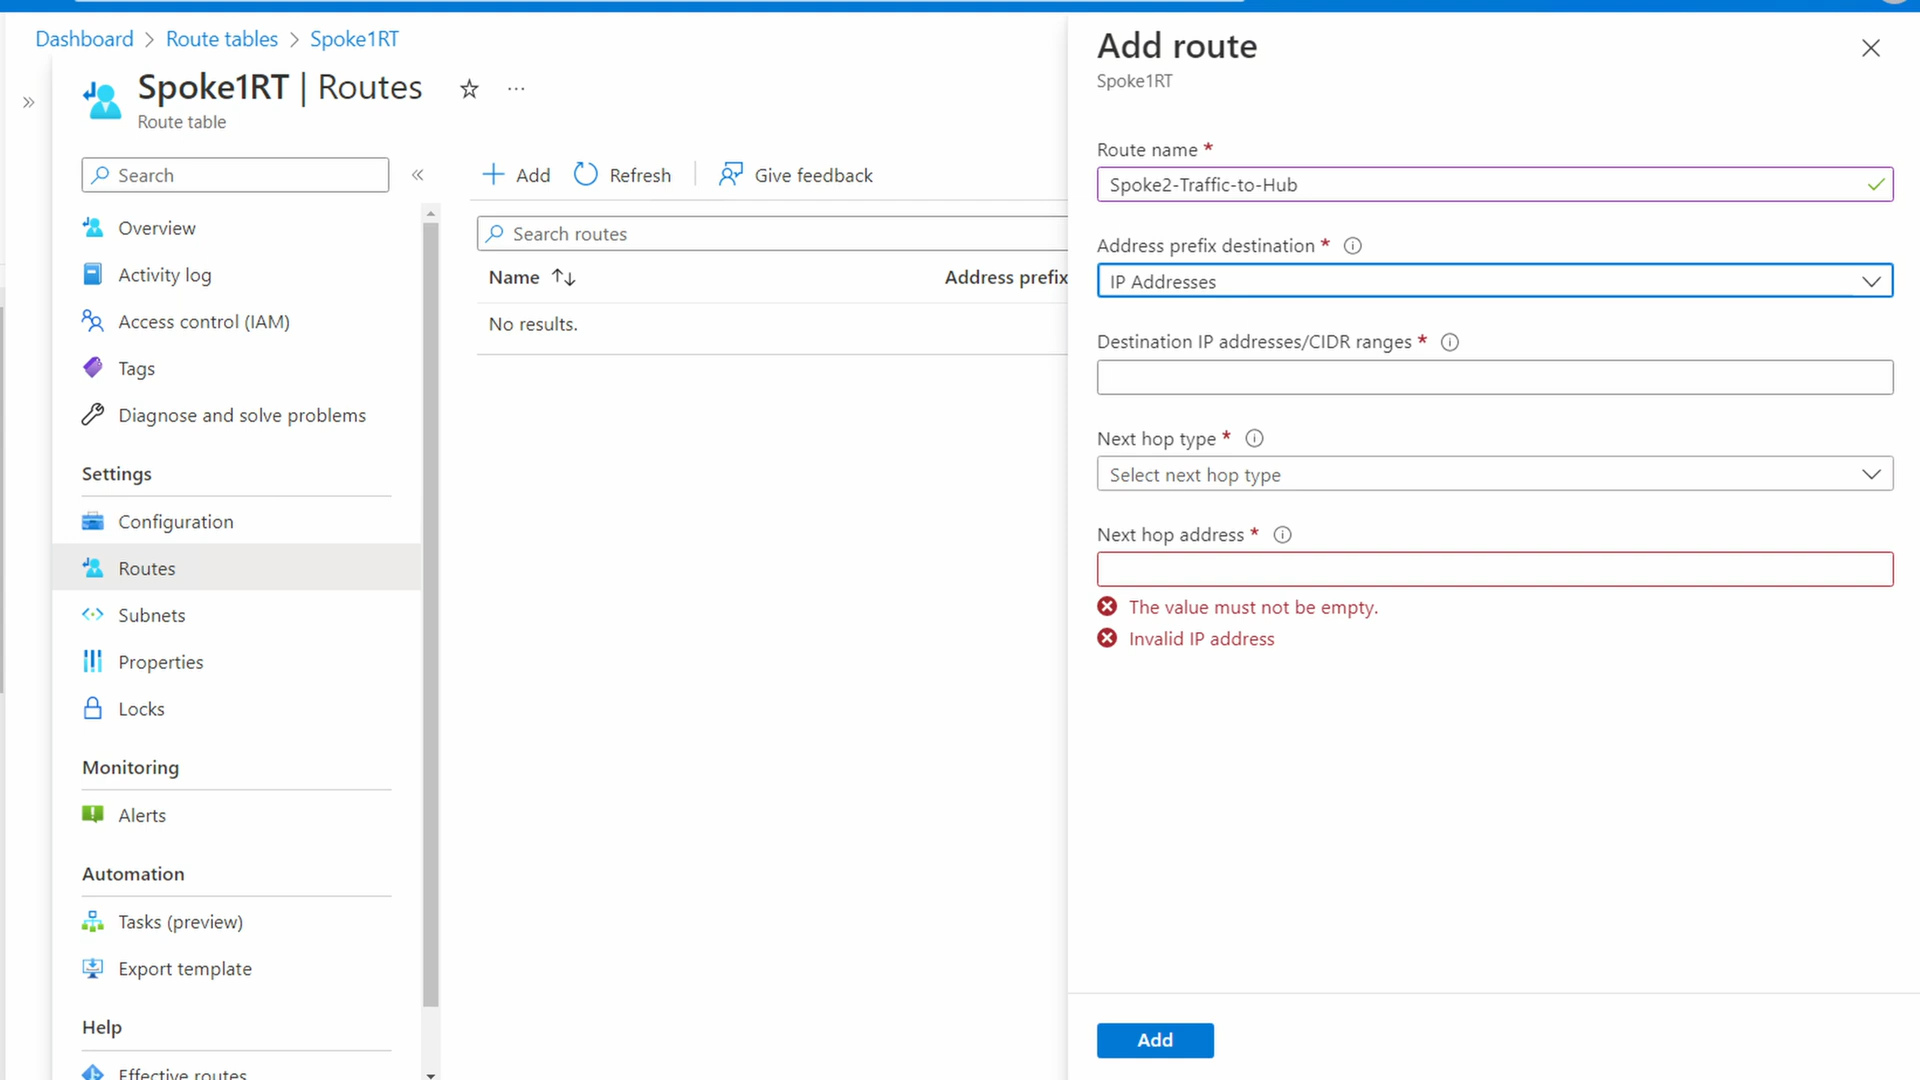 Dashboard > Route tables > Spoke1RT
Spoke1RT | Routes
Route table
Search
Overview
Activity log
Access control (IAM)
Tags
Diagnose and solve problems
Settings
Configuration
Routes
Subnets
Properties
Locks
Monitoring
Alerts
Automation
Tasks (preview)
Export template
Help
Effective routes
Add Refresh Give feedback
Search routes
Name Address prefix
No results.
Add route
Spoke1RT
Route name *
Spoke2-Traffic-to-Hub
Address prefix destination *
IP Addresses
Destination IP addresses/CIDR ranges *
Next hop type *
Select next hop type
Next hop address *
The value must not be empty.
Invalid IP address
Add